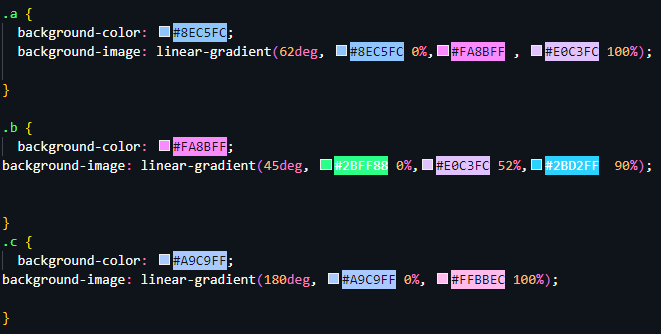 .a {
background-color: #8EC5FC;
background-image: linear-gradient(62deg, #8EC5FC 0%,#FA8BFF , #E0C3FC 100%);
}
.b {
background-color: #FA8BFF;
background-image: linear-gradient(45deg, #2BFF88 0%,#E0C3FC 52%,#2BD2FF 90%);
}
.c {
background-color: #A9C9FF;
background-image: linear-gradient(180deg, #A9C9FF 0%, #FFBBEC 100%);
}